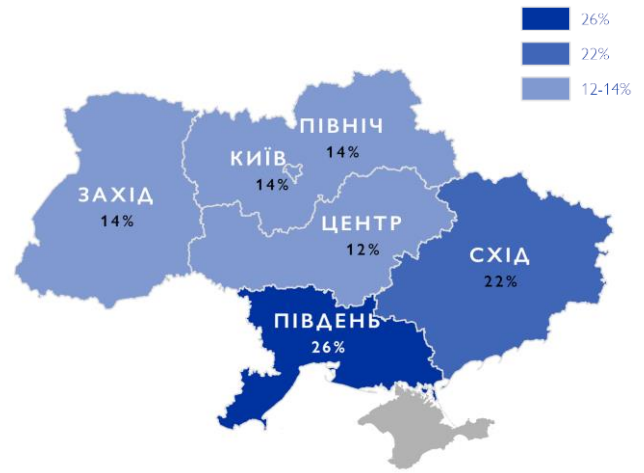 26%
22%
12-14%
ПІВНІЧ
14%
КИЇВ
14%
ЗАХІД
14%
ЦЕНТР
12%
СХІД
22%
ПІВДЕНЬ
26%